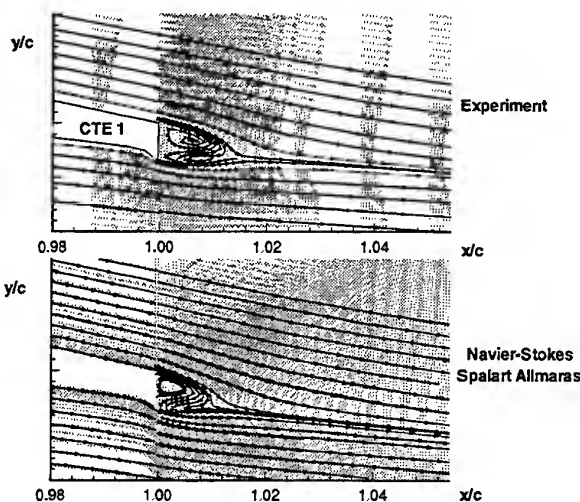 y/c
CTE 1
Experiment
0.98 1.00 1.02 1.04 x/c
y/c
Navier-Stokes
Spalart Allmaras
0.98 1.00 1.02 1.04 x/c